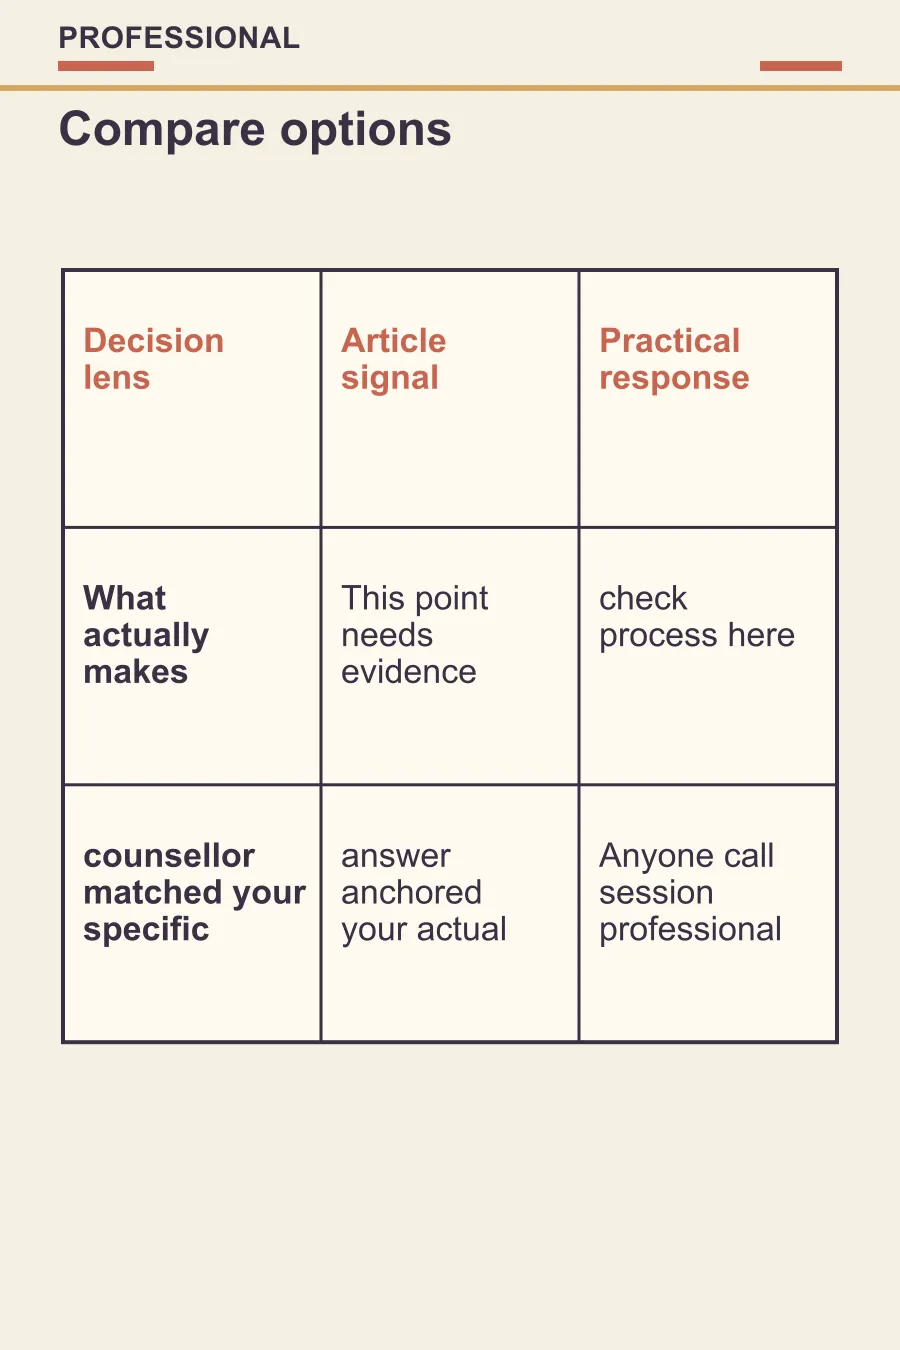 PROFESSIONAL
Compare options
Decision
lens
Article
signal
Practical
response
What
actually
makes
This point
needs
evidence
check
process here
counsellor
matched your
specific
answer
anchored
your actual
Anyone call
session
professional